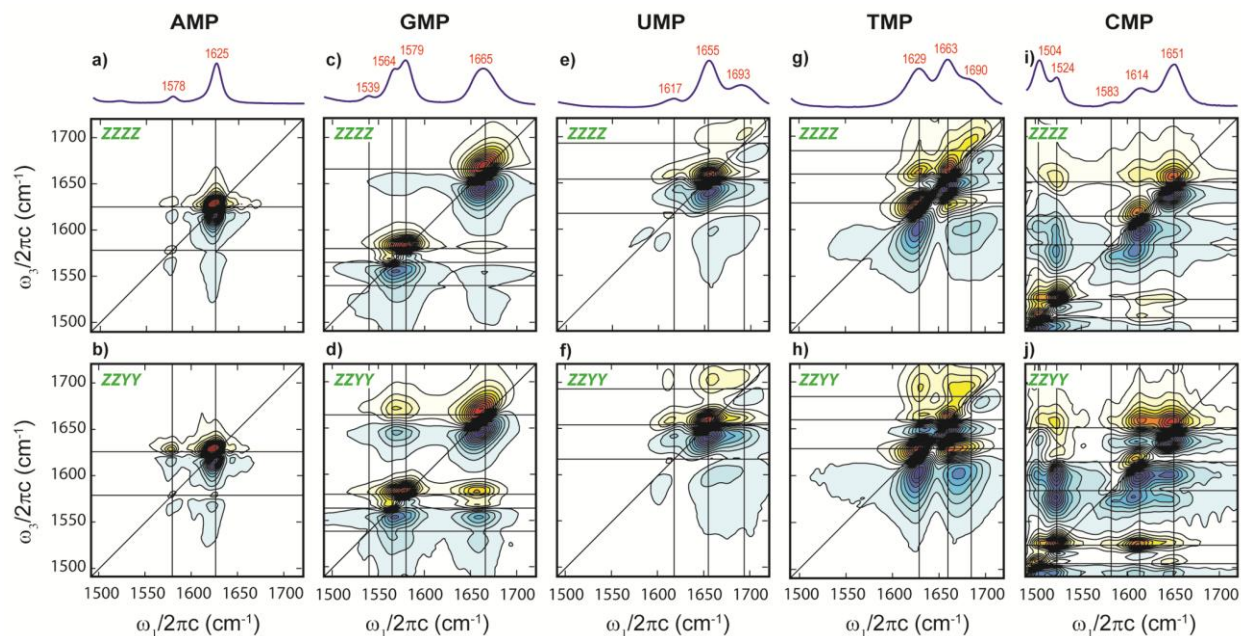 AMP GMP UMP TMP CMP
a) 1578 1625 c) 1539 1564 1579 1665 e) 1617 1655 1693 g) 1629 1663 1690 i) 1504 1524 1583 1614 1651
ZZZZ ZZZZ ZZZZ ZZZZ ZZZZ
1700
1650
1600
1550
1500
ω₃/2πc (cm⁻¹)
b) d) f) h) j)
ZZYY ZZYY ZZYY ZZYY ZZYY
1700
1650
1600
1550
1500
ω₃/2πc (cm⁻¹)
1500 1550 1600 1650 1700 1500 1550 1600 1650 1700 1500 1550 1600 1650 1700 1500 1550 1600 1650 1700 1500 1550 1600 1650 1700
ω₁/2πc (cm⁻¹) ω₁/2πc (cm⁻¹) ω₁/2πc (cm⁻¹) ω₁/2πc (cm⁻¹) ω₁/2πc (cm⁻¹)